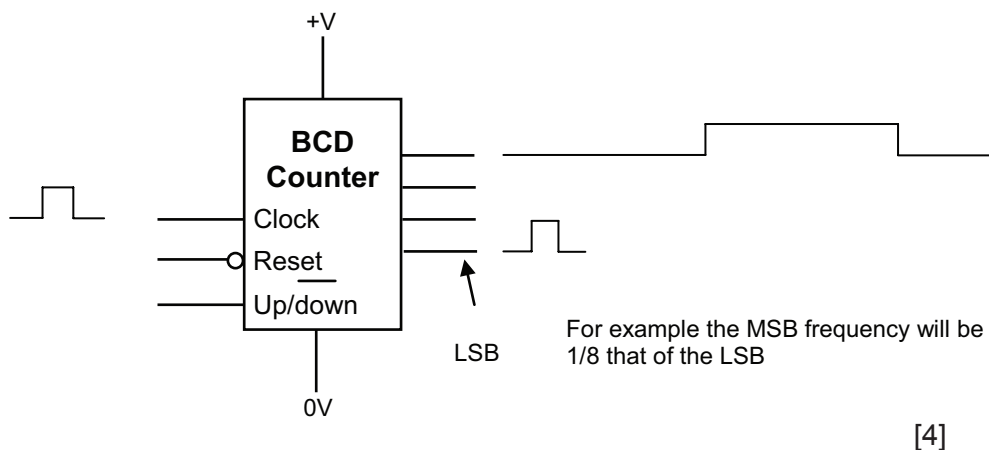 +V
BCD
Counter
Clock
Reset
Up/down
LSB
0V
For example the MSB frequency will be
1/8 that of the LSB
[4]